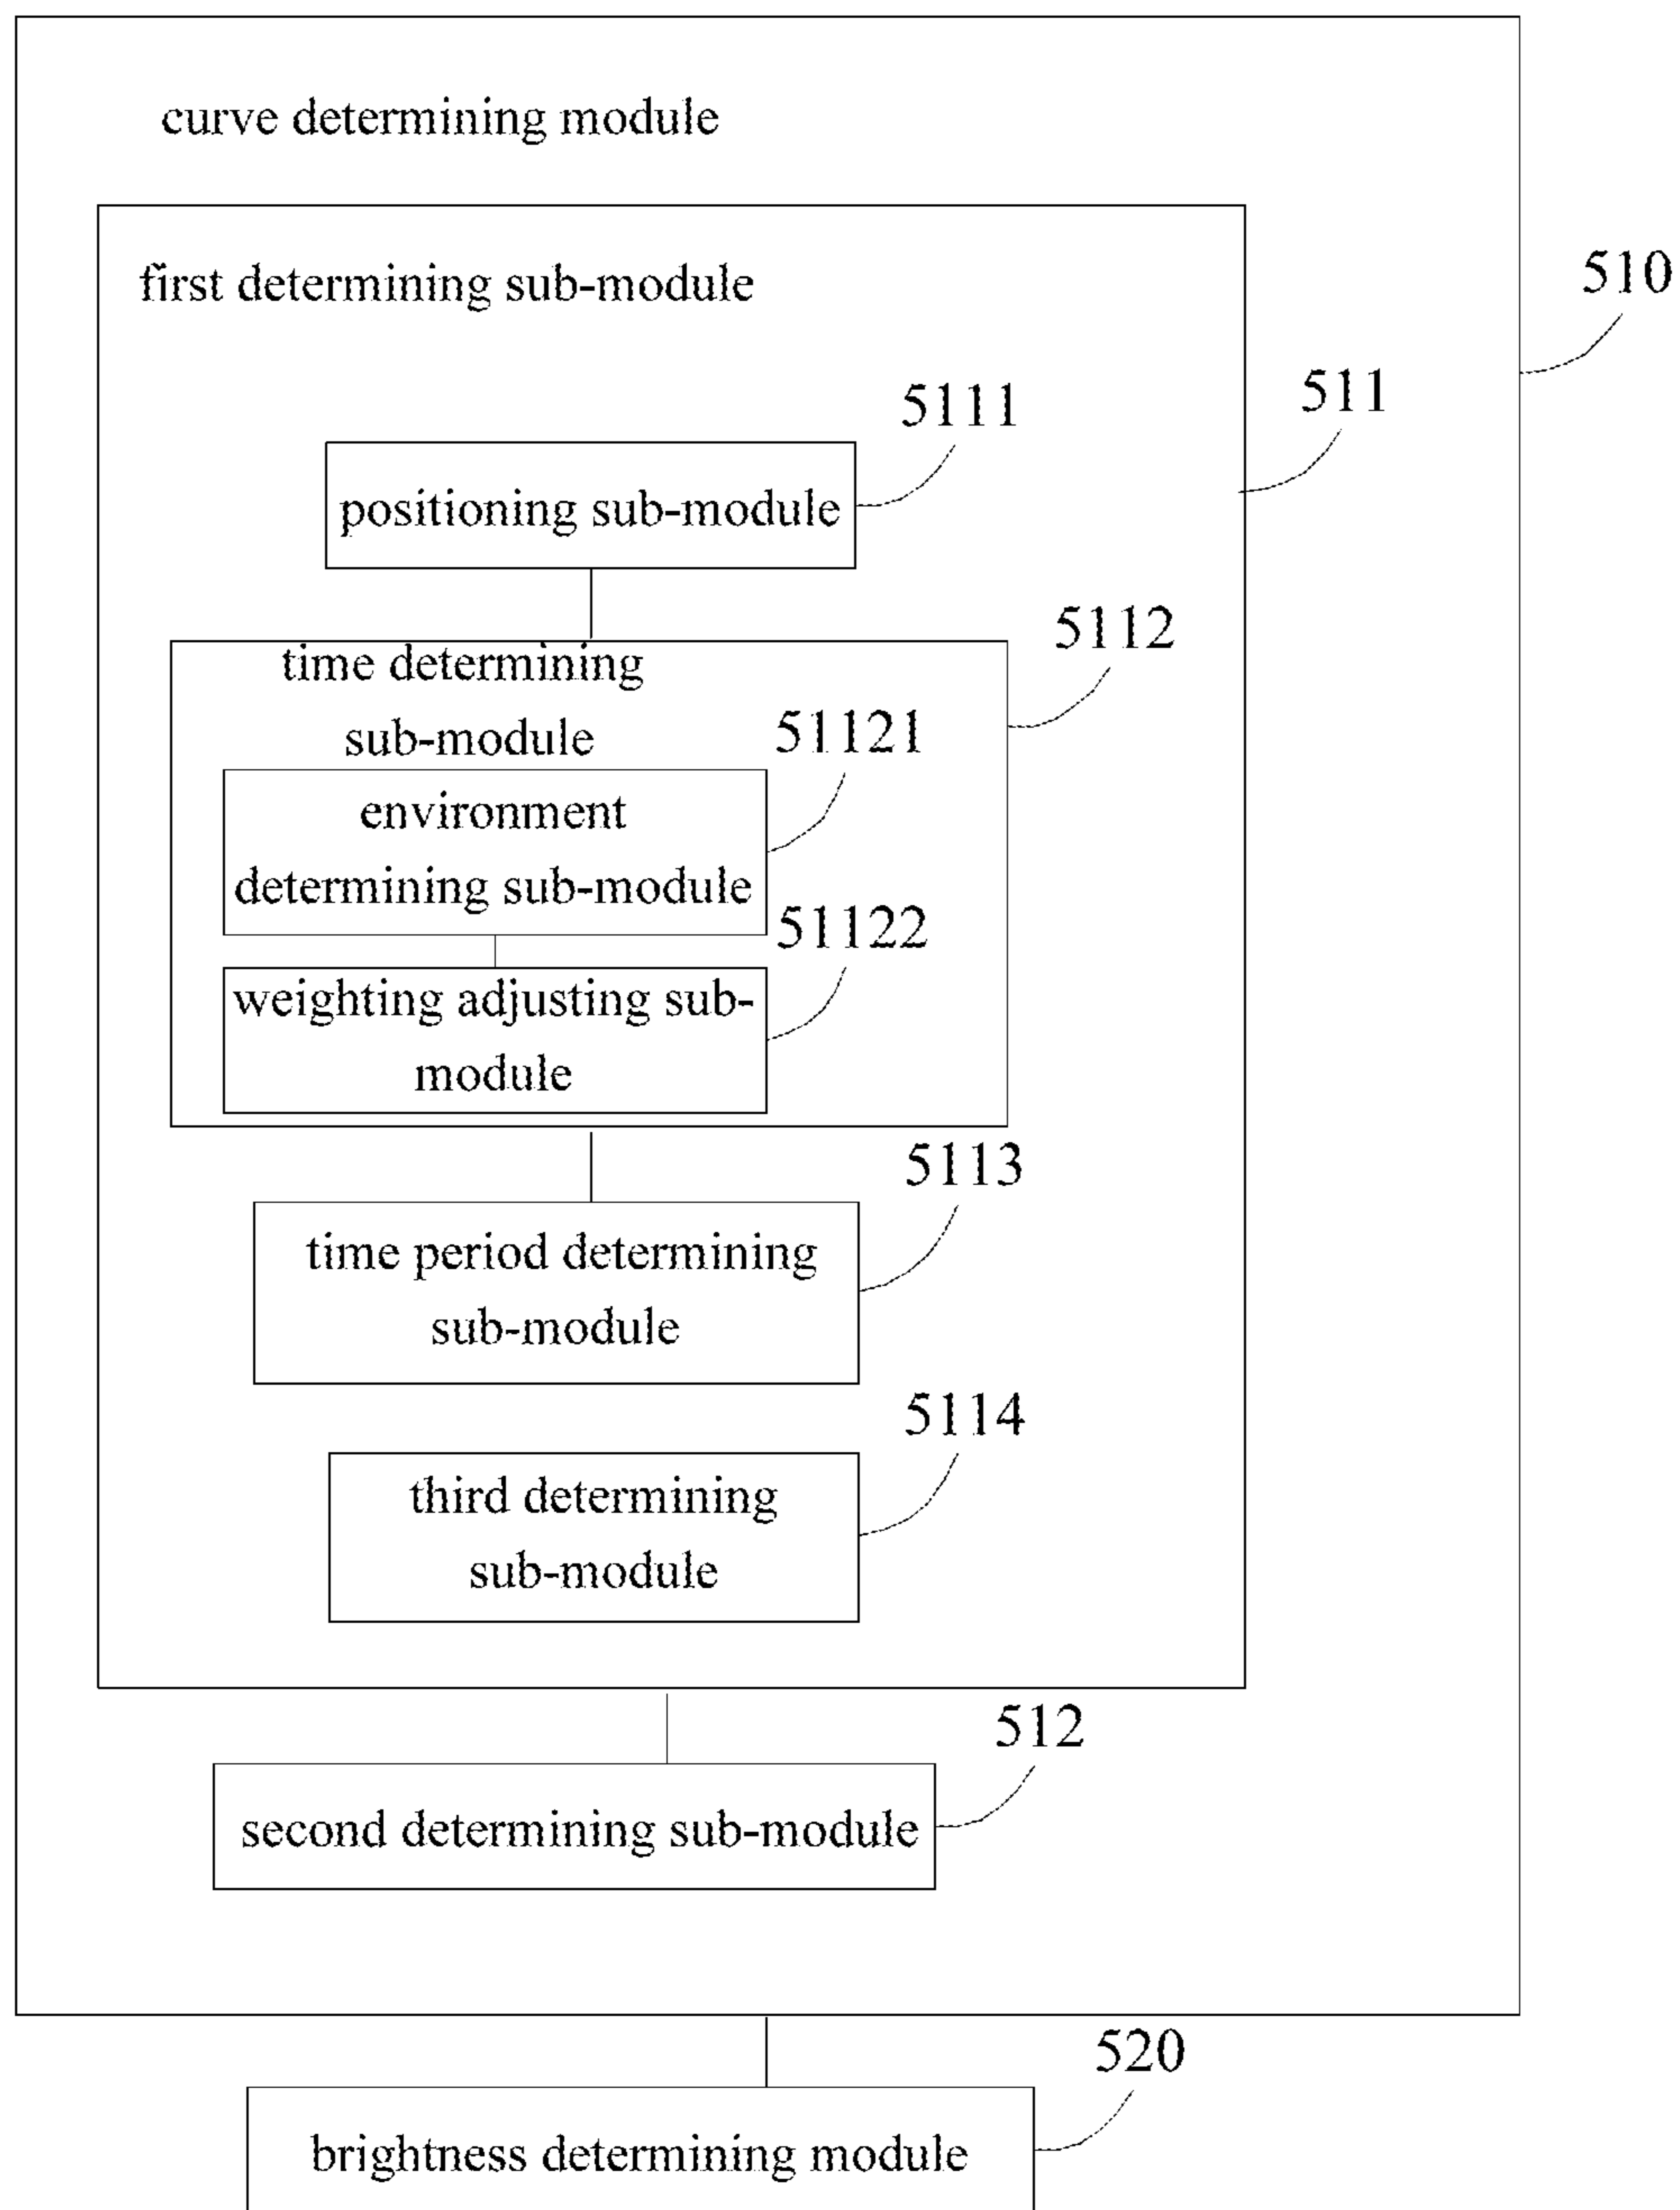 curve determining module
first determining sub-module
510
511
5111
positioning sub-module
5112
time determining
sub-module
51121
environment
determining sub-module
51122
weighting adjusting sub-
module
5113
time period determining
sub-module
5114
third determining
sub-module
512
second determining sub-module
520
brightness determining module